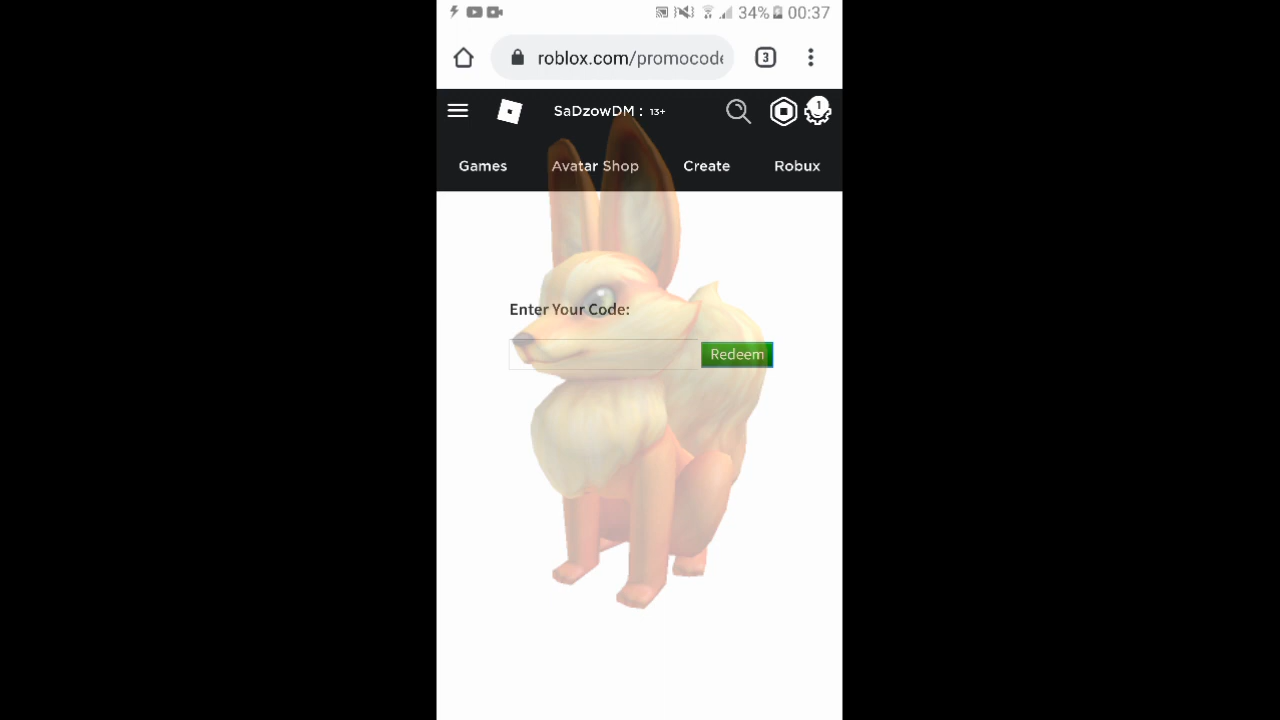 34% 00:37
roblox.com/promocode
3
SaDzowDM : 13+
1
Games Avatar Shop Create Robux
Enter Your Code:
Redeem